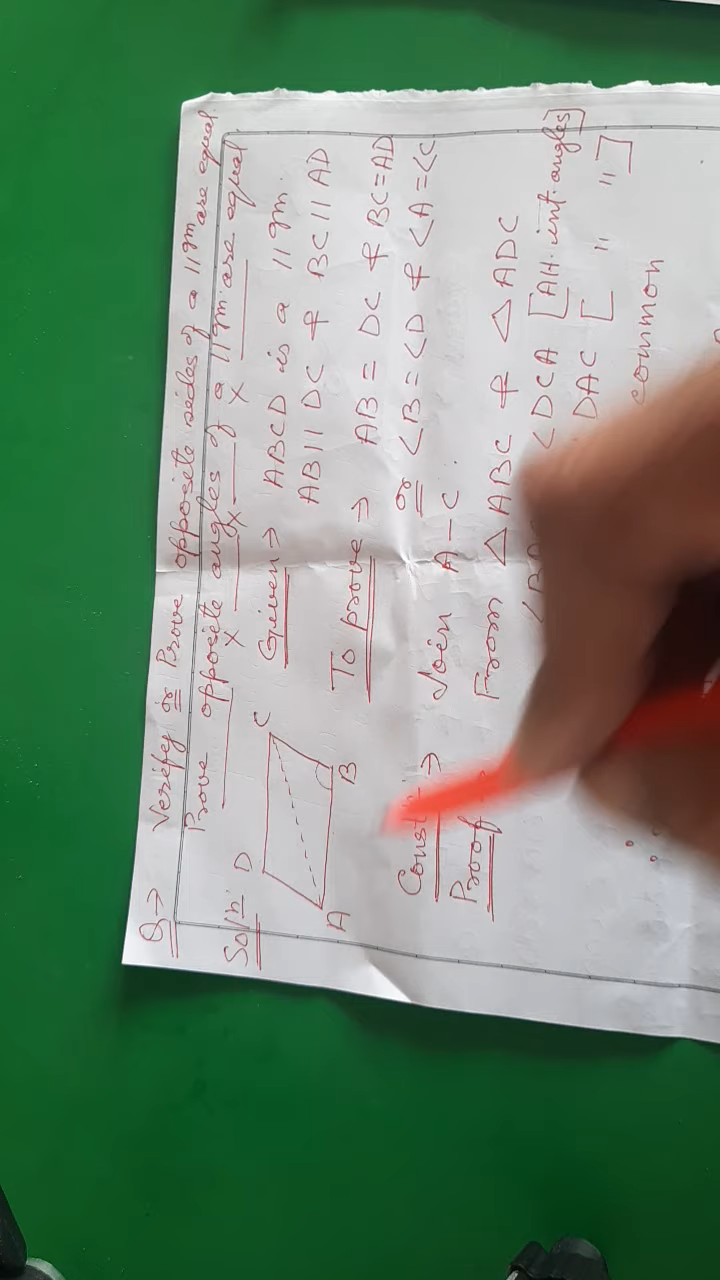 Q→ Verify or Prove opposite sides of a ||gm are equal
Prove opposite angles of a ||gm are equal
Soln. D C
A B
Given → ABCD is a ||gm.
AB || DC & BC || AD
To prove → AB = DC & BC = AD
or <B = <D & <A = <C
Const → Join A-C.
Proof From △ABC & △ADC
<DCA [Alt. int. angles]
DAC [ " " ]
common
∴